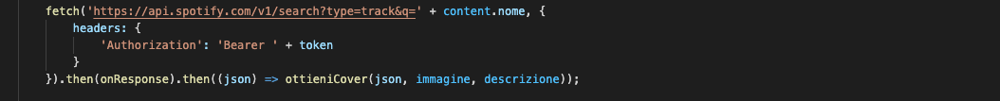 fetch('https://api.spotify.com/v1/search?type=track&q=' + content.nome, {
headers: {
'Authorization': 'Bearer ' + token
}
}).then(onResponse).then((json) => ottieniCover(json, immagine, descrizione));